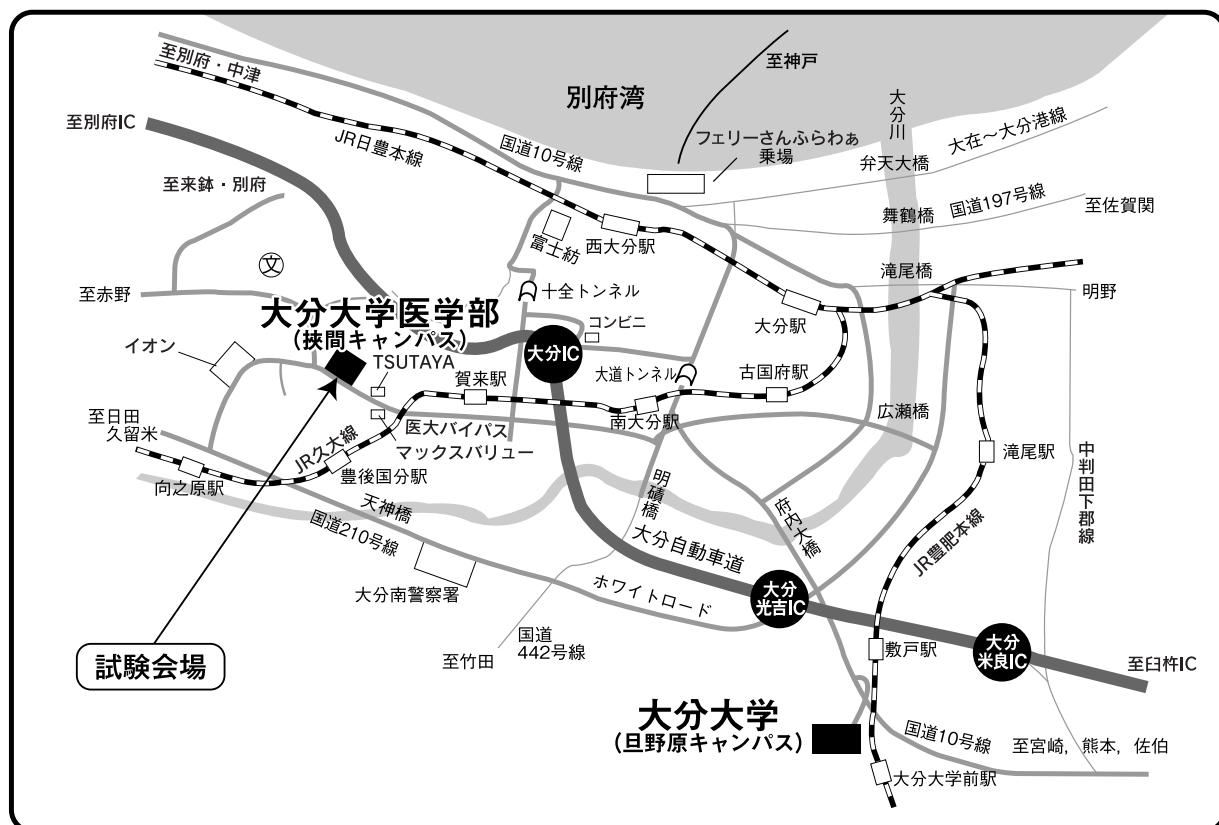 至別府・中津
至別府IC
JR日豊本線
国道10号線
別府湾
至神戸
フェリーさんふらわぁ
乗場
大分川
弁天大橋
大在〜大分港線
舞鶴橋
国道197号線
至佐賀関
至来鉢・別府
文
富士紡
西大分駅
滝尾橋
明野
至赤野
十全トンネル
大分駅
大分大学医学部
(挾間キャンパス)
コンビニ
イオン
TSUTAYA
大分IC
賀来駅
大道トンネル
古国府駅
南大分駅
広瀬橋
至日田
久留米
医大バイパス
マックスバリュー
JR久大線
豊後国分駅
向之原駅
滝尾駅
中判田下郡線
明磧橋
府内大橋
天神橋
国道210号線
大分自動車道
JR豊肥本線
大分南警察署
ホワイトロード
大分
光吉IC
国道
442号線
至竹田
敷戸駅
大分
米良IC
至臼杵IC
試験会場
大分大学
(旦野原キャンパス)
国道10号線
至宮崎，熊本，佐伯
大分大学前駅